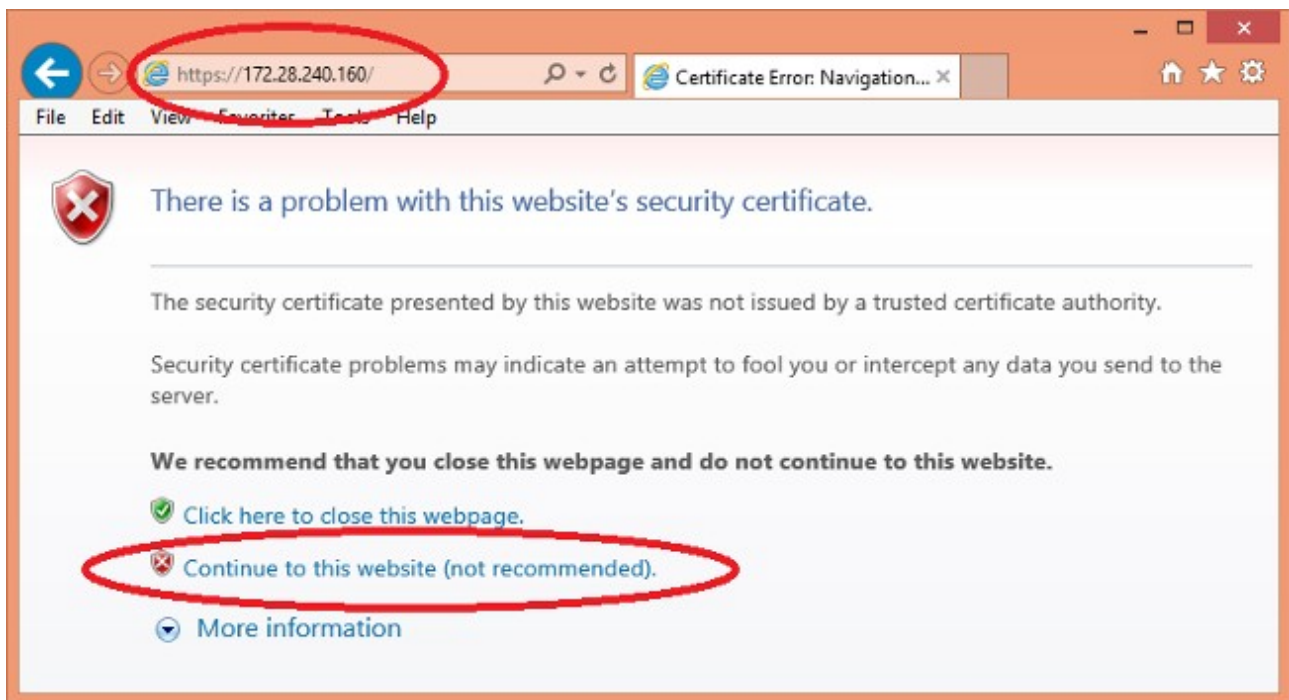 https://172.28.240.160/
Certificate Error: Navigation...
File Edit View Favorites Tools Help
There is a problem with this website's security certificate.
The security certificate presented by this website was not issued by a trusted certificate authority.
Security certificate problems may indicate an attempt to fool you or intercept any data you send to the
server.
We recommend that you close this webpage and do not continue to this website.
Click here to close this webpage.
Continue to this website (not recommended).
More information